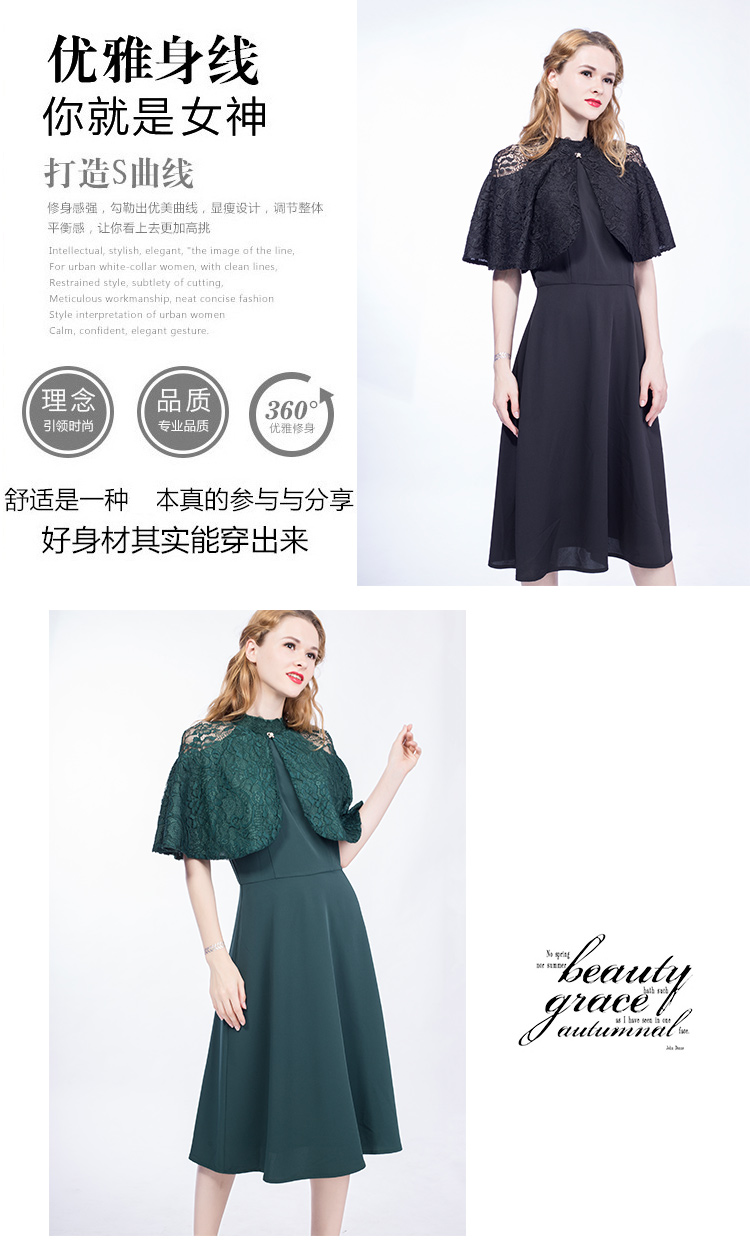 优雅身线
你就是女神
打造S曲线
修身感强，勾勒出优美曲线，显瘦设计，调节整体
平衡感，让你看上去更加高挑
Intellectual, stylish, elegant, "the image of the line,
For urban white-collar women, with clean lines,
Restrained style, subtlety of cutting,
Meticulous workmanship, neat concise fashion
Style interpretation of urban women
Calm, confident, elegant gesture.
理念
引领时尚
品质
专业品质
360°
优雅修身
舒适是一种 本真的参与与分享
好身材其实能穿出来
No spring
nor summer beauty
hath such
grace
as I have seen in one
autumnal face.
John Donne